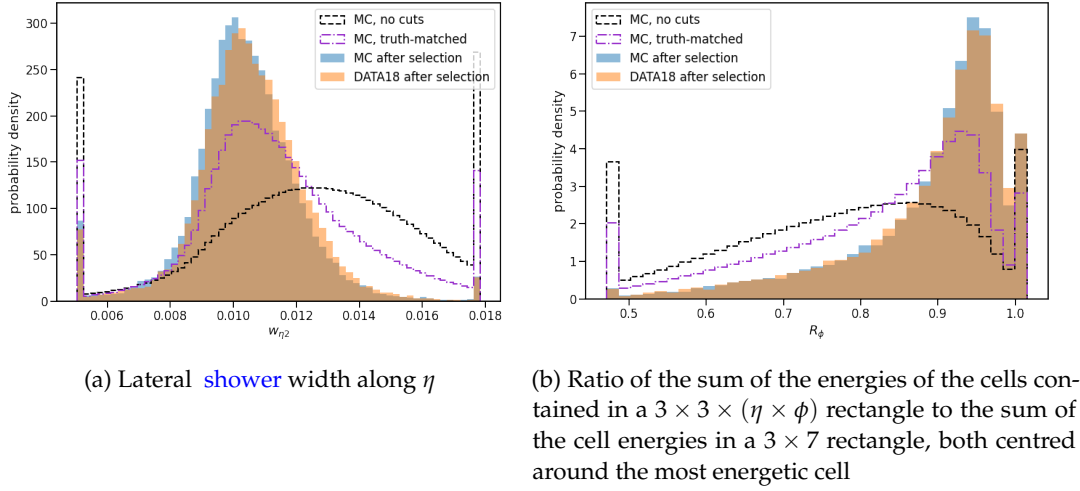 300
250
200
150
100
50
0
probability density
0.006 0.008 0.010 0.012 0.014 0.016 0.018
wη2
MC, no cuts
MC, truth-matched
MC after selection
DATA18 after selection
7
6
5
4
3
2
1
0
probability density
0.5 0.6 0.7 0.8 0.9 1.0
Rϕ
MC, no cuts
MC, truth-matched
MC after selection
DATA18 after selection
(a) Lateral shower width along η
(b) Ratio of the sum of the energies of the cells con-
tained in a 3 × 3 × (η × ϕ) rectangle to the sum of
the cell energies in a 3 × 7 rectangle, both centred
around the most energetic cell